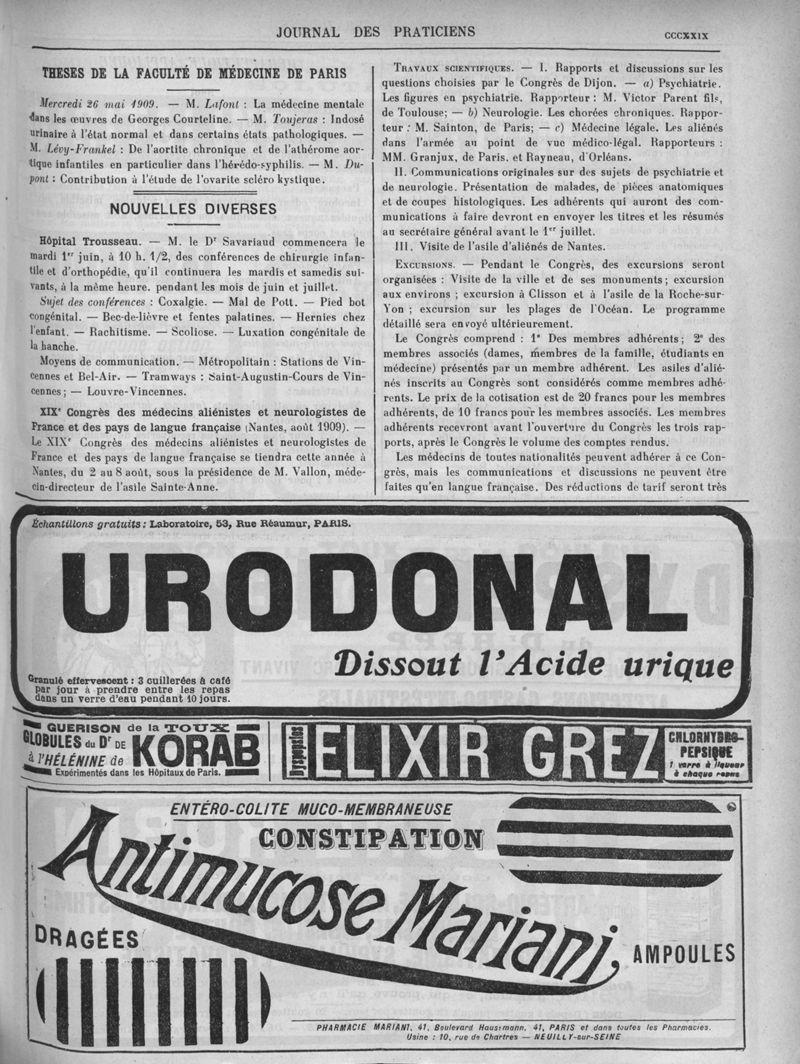 JOURNAL DES PRATICIENS
CCCXXIX
THESES DE LA FACULTÉ DE MÉDECINE DE PARIS
Mercredi 26 mai 1909. — M. Lafont : La médecine mentale
dans les œuvres de Georges Courteline. — M. Toujeras : Indosé
urinaire à l'état normal et dans certains états pathologiques. —
M. Lévy-Frankel : De l'aortite chronique et de l'athérome aor-
tique infantiles en particulier dans l'hérédo-syphilis. — M. Du-
pont : Contribution à l'étude de l'ovarite scléro kystique.
NOUVELLES DIVERSES
Hôpital Trousseau. — M. le Dr Savariaud commencera le
mardi 1er juin, à 10 h. 1/2, des conférences de chirurgie infan-
tile et d'orthopédie, qu'il continuera les mardis et samedis sui-
vants, à la même heure. pendant les mois de juin et juillet.
Sujet des conférences : Coxalgie. — Mal de Pott. — Pied bot
congénital. — Bec-de-lièvre et fentes palatines. — Hernies chez
l'enfant. — Rachitisme. — Scoliose. — Luxation congénitale de
la hanche.
Moyens de communication. — Métropolitain : Stations de Vin-
cennes et Bel-Air. — Tramways : Saint-Augustin-Cours de Vin-
cennes ; — Louvre-Vincennes.
XIXe Congrès des médecins aliénistes et neurologistes de
France et des pays de langue française (Nantes, août 1909). —
Le XIXe Congrès des médecins aliénistes et neurologistes de
France et des pays de langue française se tiendra cette année à
Nantes, du 2 au 8 août, sous la présidence de M. Vallon, méde-
cin-directeur de l'asile Sainte-Anne.
TRAVAUX SCIENTIFIQUES. — I. Rapports et discussions sur les
questions choisies par le Congrès de Dijon. — a) Psychiatrie.
Les figures en psychiatrie. Rapporteur : M. Victor Parent fils,
de Toulouse; — b) Neurologie. Les chorées chroniques. Rappor-
teur : M. Sainton, de Paris; — c) Médecine légale. Les aliénés
dans l'armée au point de vue médico-légal. Rapporteurs :
MM. Granjux, de Paris. et Rayneau, d'Orléans.
II. Communications originales sur des sujets de psychiatrie et
de neurologie. Présentation de malades, de pièces anatomiques
et de coupes histologiques. Les adhérents qui auront des com-
munications à faire devront en envoyer les titres et les résumés
au secrétaire général avant le 1er juillet.
III. Visite de l'asile d'aliénés de Nantes.
EXCURSIONS. — Pendant le Congrès, des excursions seront
organisées : Visite de la ville et de ses monuments ; excursion
aux environs ; excursion à Clisson et à l'asile de la Roche-sur-
Yon ; excursion sur les plages de l'Océan. Le programme
détaillé sera envoyé ultérieurement.
Le Congrès comprend : 1° Des membres adhérents ; 2° des
membres associés (dames, membres de la famille, étudiants en
médecine) présentés par un membre adhérent. Les asiles d'alié-
nés inscrits au Congrès sont considérés comme membres adhé-
rents. Le prix de la cotisation est de 20 francs pour les membres
adhérents, de 10 francs pour les membres associés. Les membres
adhérents recevront avant l'ouverture du Congrès les trois rap-
ports, après le Congrès le volume des comptes rendus.
Les médecins de toutes nationalités peuvent adhérer à ce Con-
grès, mais les communications et discussions ne peuvent être
faites qu'en langue française. Des réductions de tarif seront très
Échantillons gratuits : Laboratoire, 53, Rue Réaumur, PARIS.
URODONAL
Dissout l'Acide urique
Granulé effervescent : 3 cuillerées à café
par jour à prendre entre les repas
dans un verre d'eau pendant 10 jours.
GUERISON de la TOUX
GLOBULES du Dr DE KORAB
à l'HÉLÉNINE de
Expérimentés dans les Hôpitaux de Paris.
Dyspepsies
ELIXIR GREZ
CHLORHYDRO-
PEPSIQUE
1 verre à liqueur
à chaque repas
ENTÉRO-COLITE MUCO-MEMBRANEUSE
CONSTIPATION
Antimucose Mariani
DRAGÉES
AMPOULES
PHARMACIE MARIANI, 41, Boulevard Haussmann, 41, PARIS et dans toutes les Pharmacies.
Usine : 10, rue de Chartres — NEUILLY-sur-SEINE